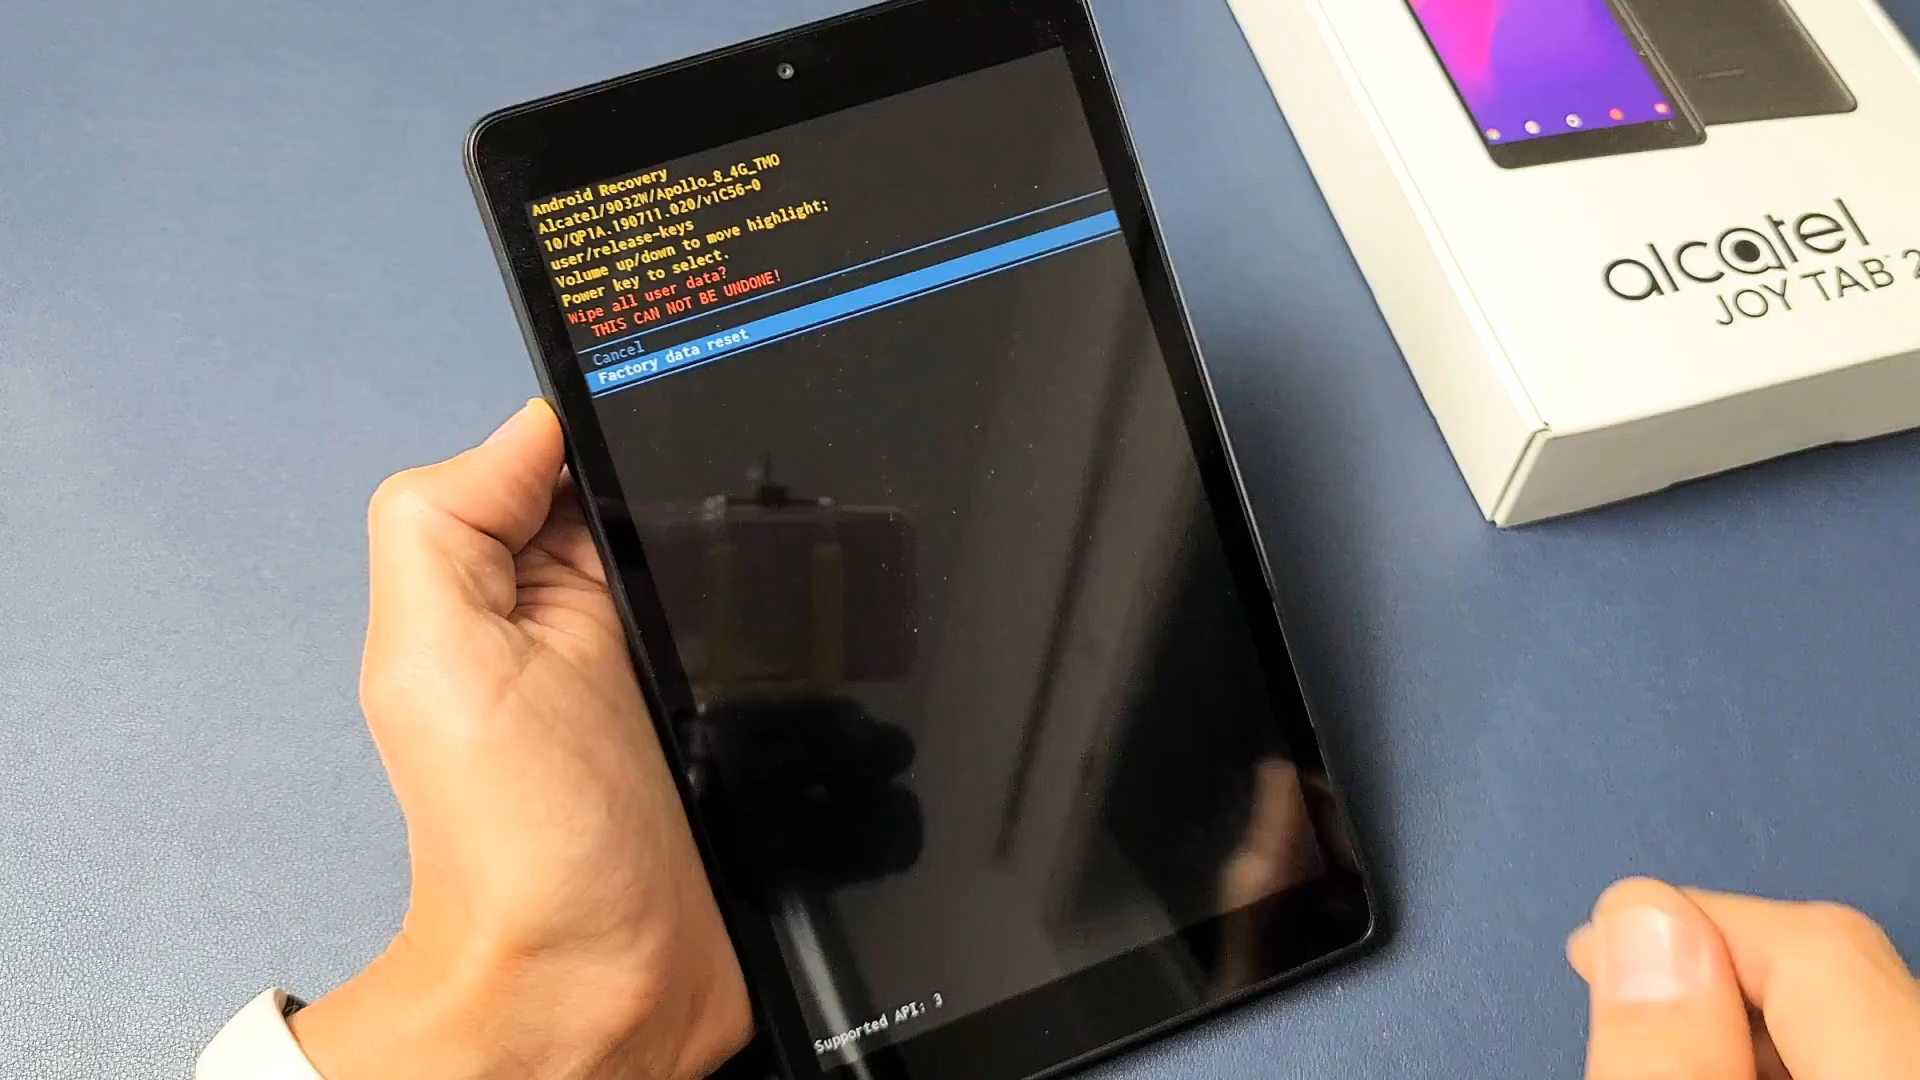 Android Recovery
Alcatel/9032W/Apollo_8_4G_TMO
10/QP1A.190711.020/v1C56-0
user/release-keys
Volume up/down to move highlight;
Power key to select.
Wipe all user data?
THIS CAN NOT BE UNDONE!
Cancel
Factory data reset
Supported API: 3
alcatel
JOY TAB™ 2